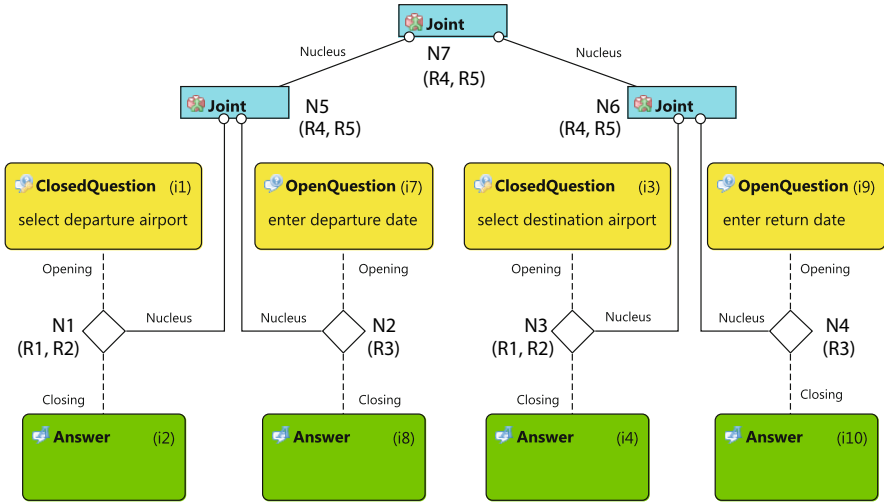 Joint
Nucleus
N7
Nucleus
(R4, R5)
Joint
N5
N6
Joint
(R4, R5)
(R4, R5)
ClosedQuestion (i1)
select departure airport
OpenQuestion (i7)
enter departure date
ClosedQuestion (i3)
select destination airport
OpenQuestion (i9)
enter return date
Opening
Opening
Opening
Opening
N1
Nucleus
Nucleus
N2
N3
Nucleus
Nucleus
N4
(R1, R2)
(R3)
(R1, R2)
(R3)
Closing
Closing
Closing
Closing
Answer (i2)
Answer (i8)
Answer (i4)
Answer (i10)